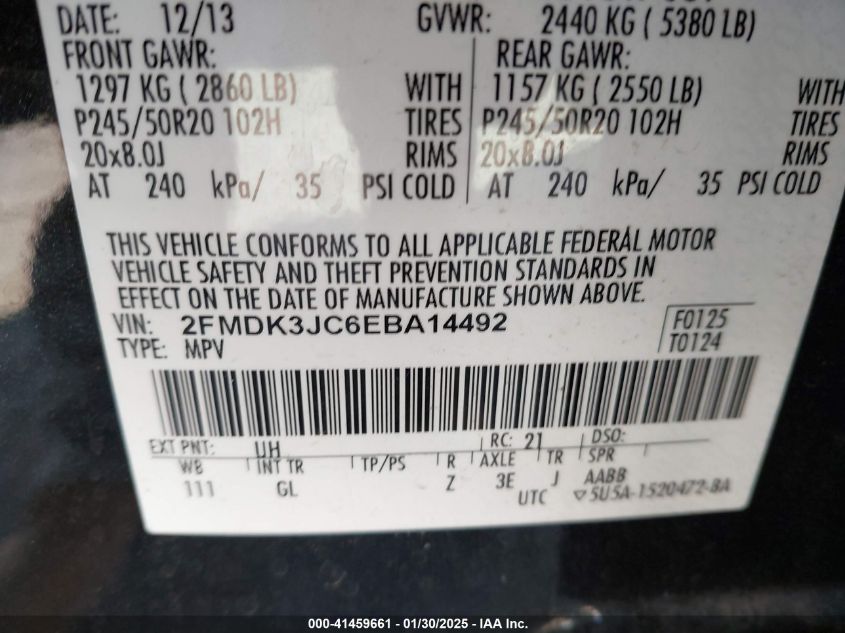 DATE: 12/13 GVWR: 2440 KG ( 5380 LB)
FRONT GAWR: REAR GAWR:
1297 KG ( 2860 LB) WITH 1157 KG ( 2550 LB) WITH
P245/50R20 102H TIRES P245/50R20 102H TIRES
20x8.0J RIMS 20x8.0J RIMS
AT 240 kPa/ 35 PSI COLD AT 240 kPa/ 35 PSI COLD
THIS VEHICLE CONFORMS TO ALL APPLICABLE FEDERAL MOTOR
VEHICLE SAFETY AND THEFT PREVENTION STANDARDS IN
EFFECT ON THE DATE OF MANUFACTURE SHOWN ABOVE.
VIN: 2FMDK3JC6EBA14492 F0125
TYPE: MPV T0124
EXT PNT: UH RC: 21 DSO:
WB INT TR TP/PS R AXLE TR SPR
111 GL Z 3E J AABB
UTC ▽5U5A-1520472-BA
000-41459661 - 01/30/2025 - IAA Inc.